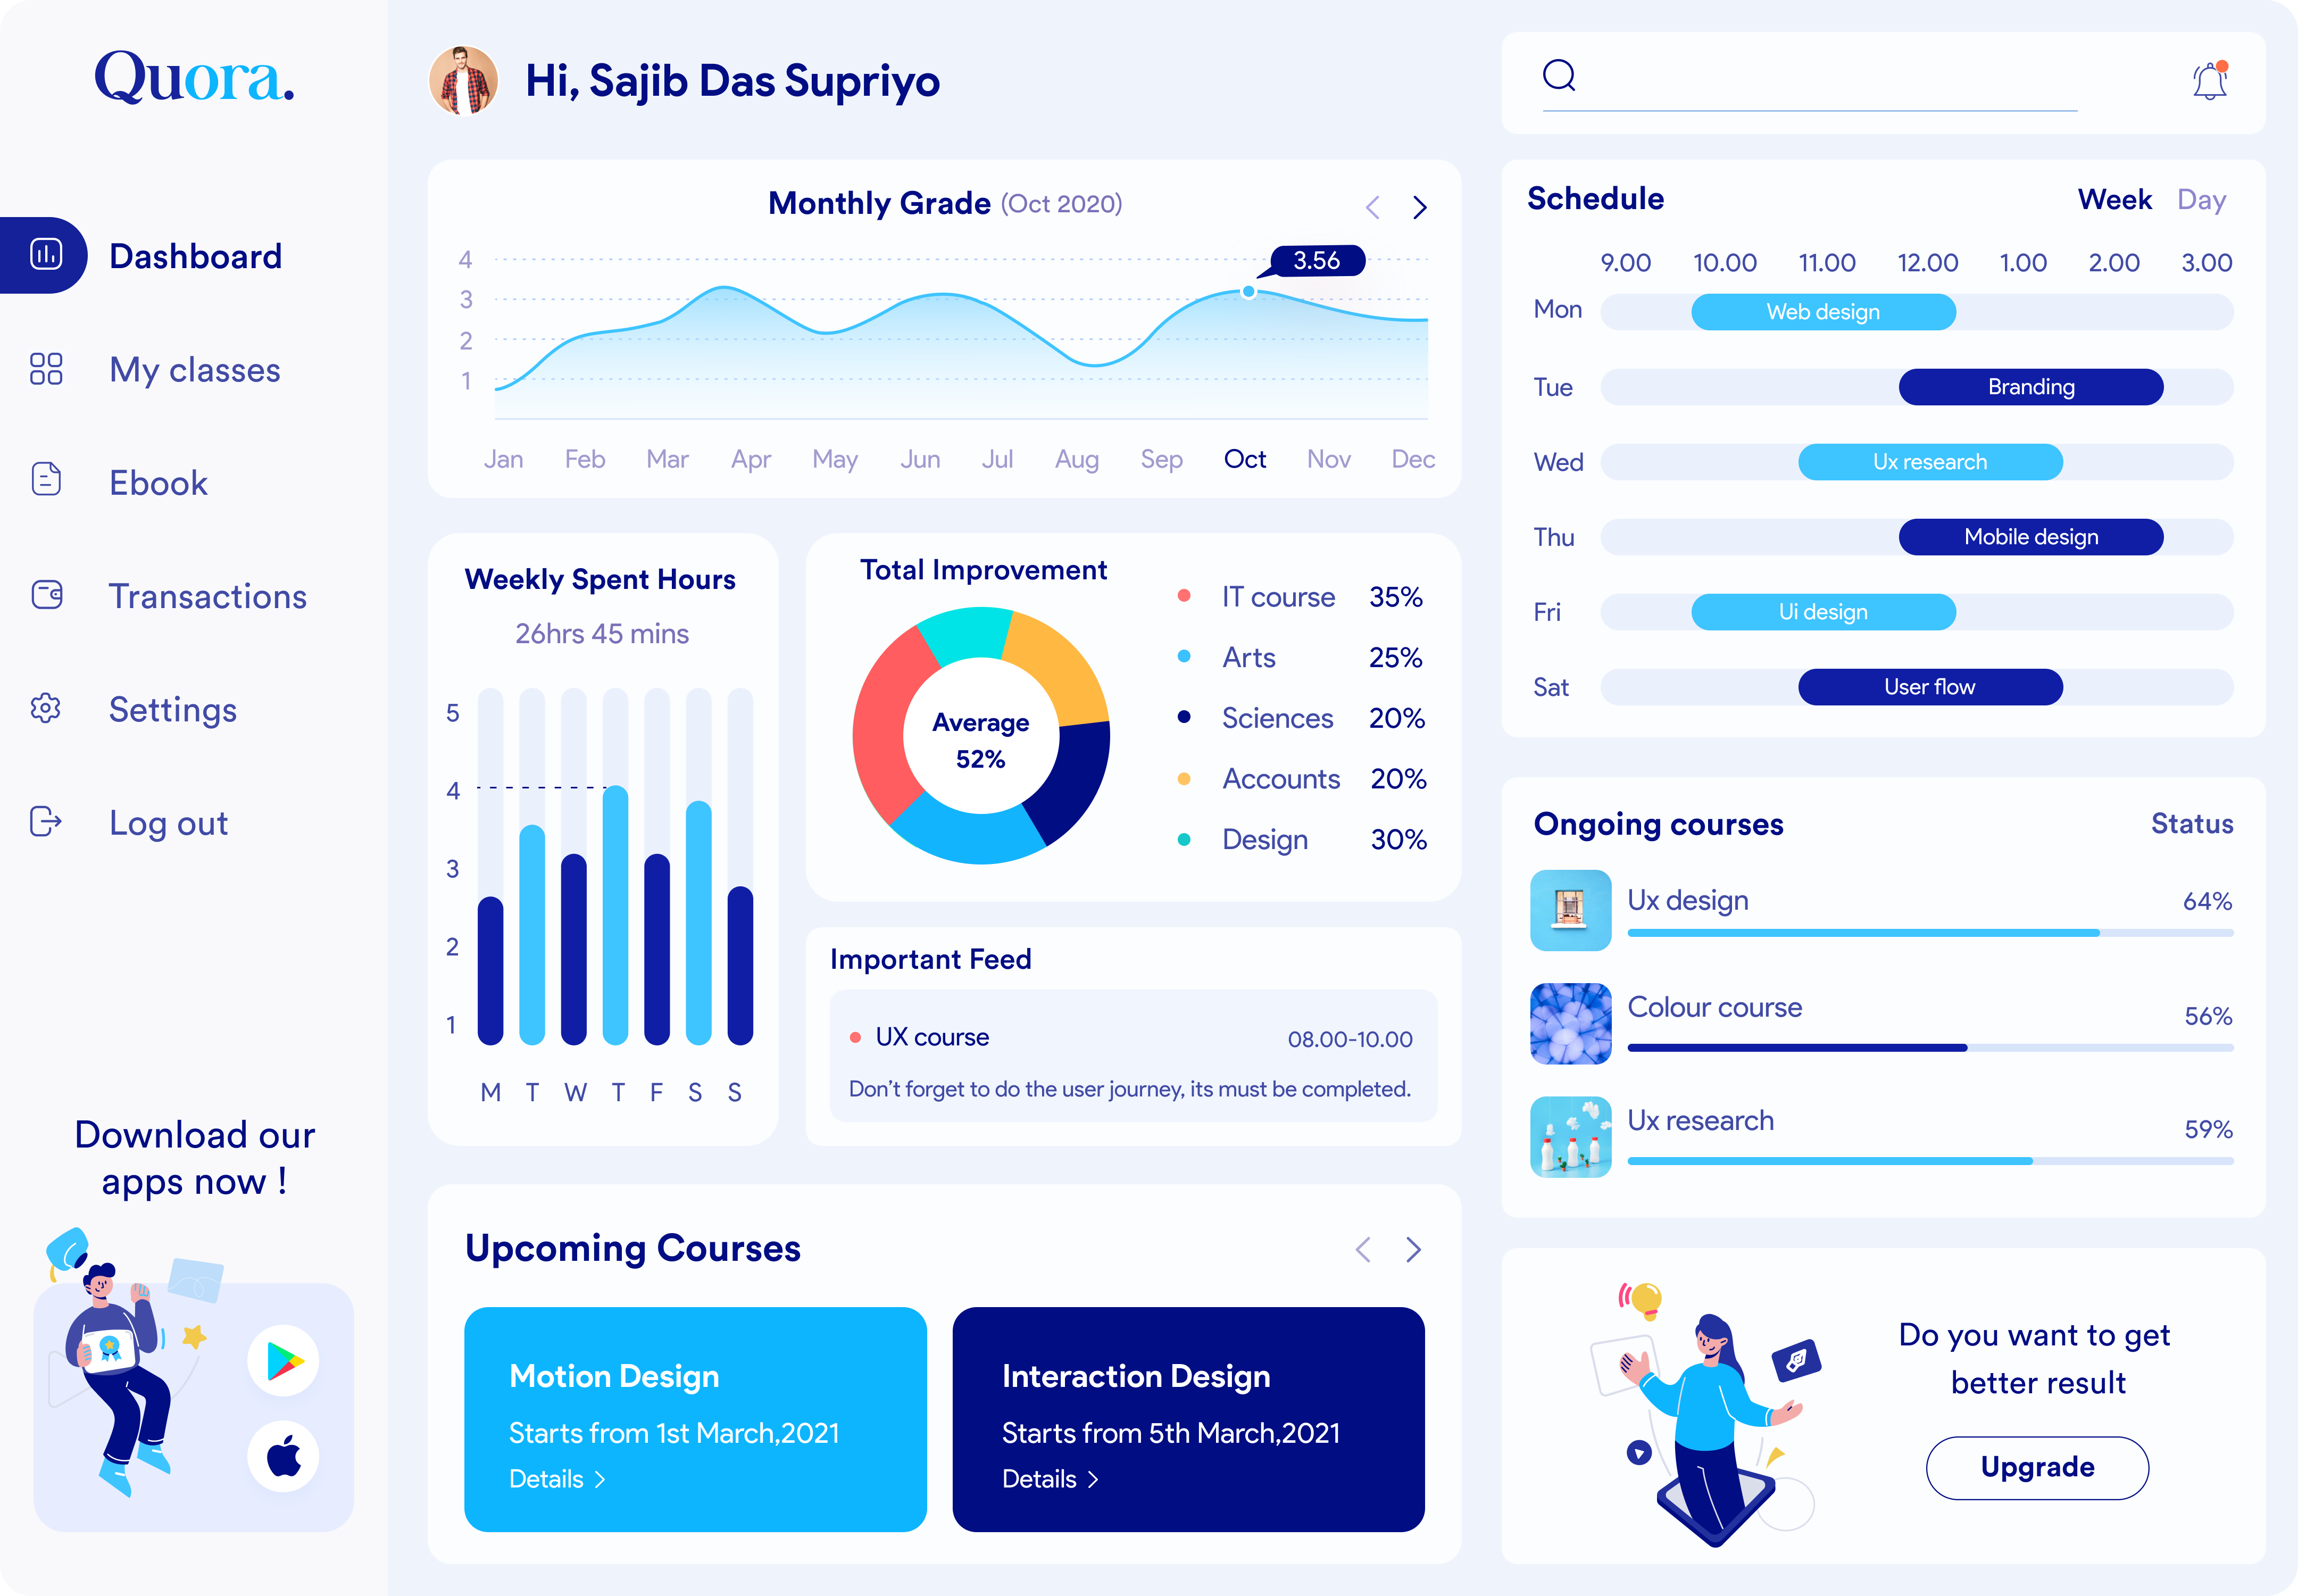 Quora.
Dashboard
My classes
Ebook
Transactions
Settings
Log out
Download our
apps now !
Hi, Sajib Das Supriyo
Monthly Grade (Oct 2020)
4
3
2
1
3.56
Jan Feb Mar Apr May Jun Jul Aug Sep Oct Nov Dec
Weekly Spent Hours
26hrs 45 mins
5
4
3
2
1
M T W T F S S
Total Improvement
Average
52%
IT course 35%
Arts 25%
Sciences 20%
Accounts 20%
Design 30%
Important Feed
UX course 08.00-10.00
Don’t forget to do the user journey, its must be completed.
Upcoming Courses
Motion Design
Starts from 1st March,2021
Details
Interaction Design
Starts from 5th March,2021
Details
Schedule Week Day
9.00 10.00 11.00 12.00 1.00 2.00 3.00
Mon Web design
Tue Branding
Wed Ux research
Thu Mobile design
Fri Ui design
Sat User flow
Ongoing courses Status
Ux design 64%
Colour course 56%
Ux research 59%
Do you want to get
better result
Upgrade